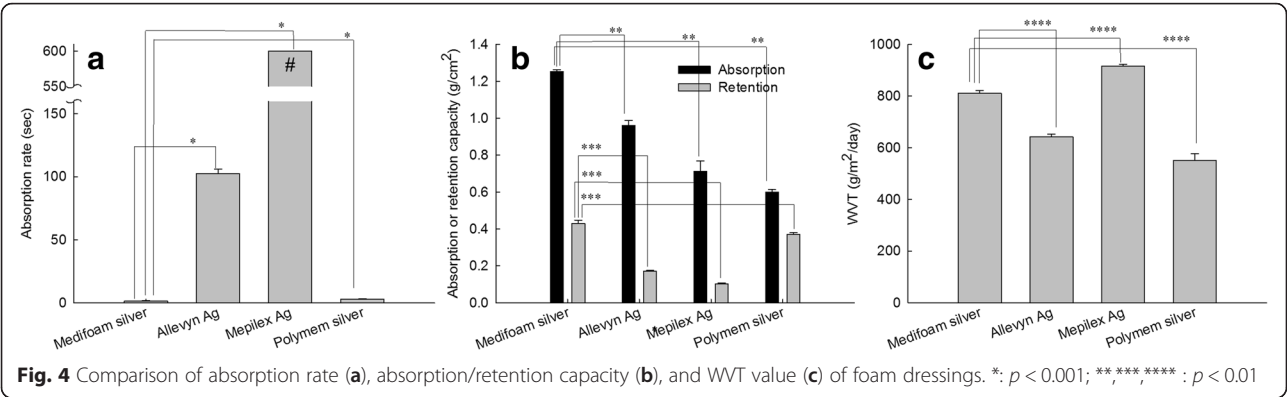 a
Absorption rate (sec)
600
550
150
100
50
0
*
*
*
#
Medifoam silver
Allevyn Ag
Mepilex Ag
Polymem silver
b
Absorption or retention capacity (g/cm²)
1.4
1.2
1.0
0.8
0.6
0.4
0.2
0.0
**
**
**
Absorption
Retention
***
***
***
Medifoam silver
Allevyn Ag
Mepilex Ag
Polymem silver
c
WVT (g/m²/day)
1000
800
600
400
200
0
****
****
****
Medifoam silver
Allevyn Ag
Mepilex Ag
Polymem silver
Fig. 4 Comparison of absorption rate (a), absorption/retention capacity (b), and WVT value (c) of foam dressings. *: p < 0.001; **,***,**** : p < 0.01